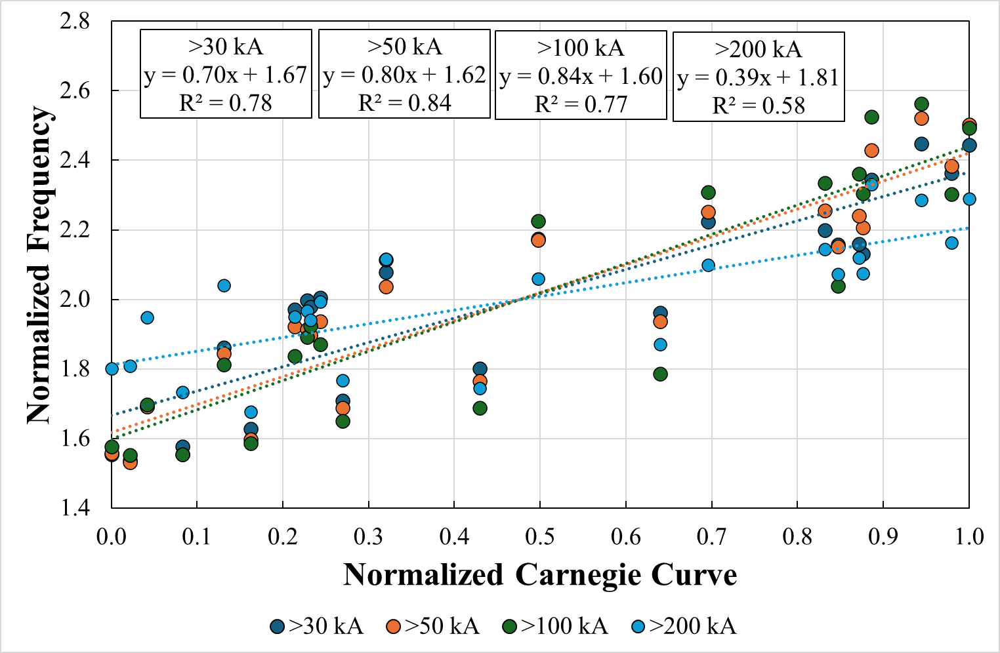 >30 kA
y = 0.70x + 1.67
R² = 0.78
>50 kA
y = 0.80x + 1.62
R² = 0.84
>100 kA
y = 0.84x + 1.60
R² = 0.77
>200 kA
y = 0.39x + 1.81
R² = 0.58
Normalized Frequency
2.8
2.6
2.4
2.2
2.0
1.8
1.6
1.4
0.0 0.1 0.2 0.3 0.4 0.5 0.6 0.7 0.8 0.9 1.0
Normalized Carnegie Curve
>30 kA >50 kA >100 kA >200 kA